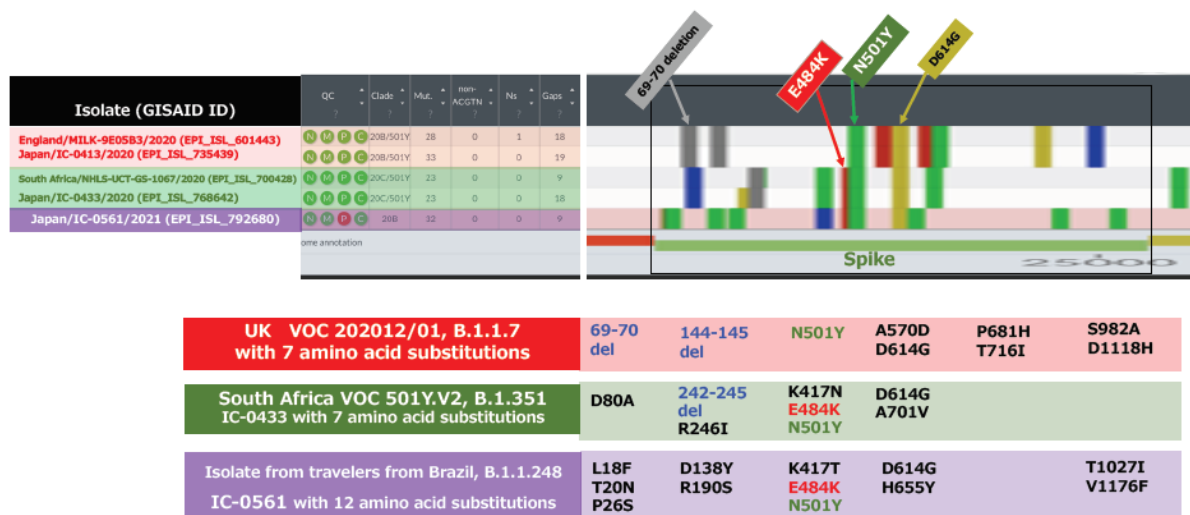 69-70 deletion
E484K
N501Y
D614G
Isolate (GISAID ID)
QC Clade Mut. non-ACGTN Ns Gaps
? ? ? ? ? ?
England/MILK-9E05B3/2020 (EPI_ISL_601443) N M P C 20B/501Y 28 0 1 18
Japan/IC-0413/2020 (EPI_ISL_735439) N M P C 20B/501Y 33 0 0 19
South Africa/NHLS-UCT-GS-1067/2020 (EPI_ISL_700428) N M P C 20C/501Y 23 0 0 9
Japan/IC-0433/2020 (EPI_ISL_768642) N M P C 20C/501Y 23 0 0 18
Japan/IC-0561/2021 (EPI_ISL_792680) N M P C 20B 32 0 0 9
ome annotation
Spike
25000
UK VOC 202012/01, B.1.1.7
with 7 amino acid substitutions
69-70 del
144-145 del
N501Y
A570D
D614G
P681H
T716I
S982A
D1118H
South Africa VOC 501Y.V2, B.1.351
IC-0433 with 7 amino acid substitutions
D80A
242-245 del
R246I
K417N
E484K
N501Y
D614G
A701V
Isolate from travelers from Brazil, B.1.1.248
IC-0561 with 12 amino acid substitutions
L18F
T20N
P26S
D138Y
R190S
K417T
E484K
N501Y
D614G
H655Y
T1027I
V1176F